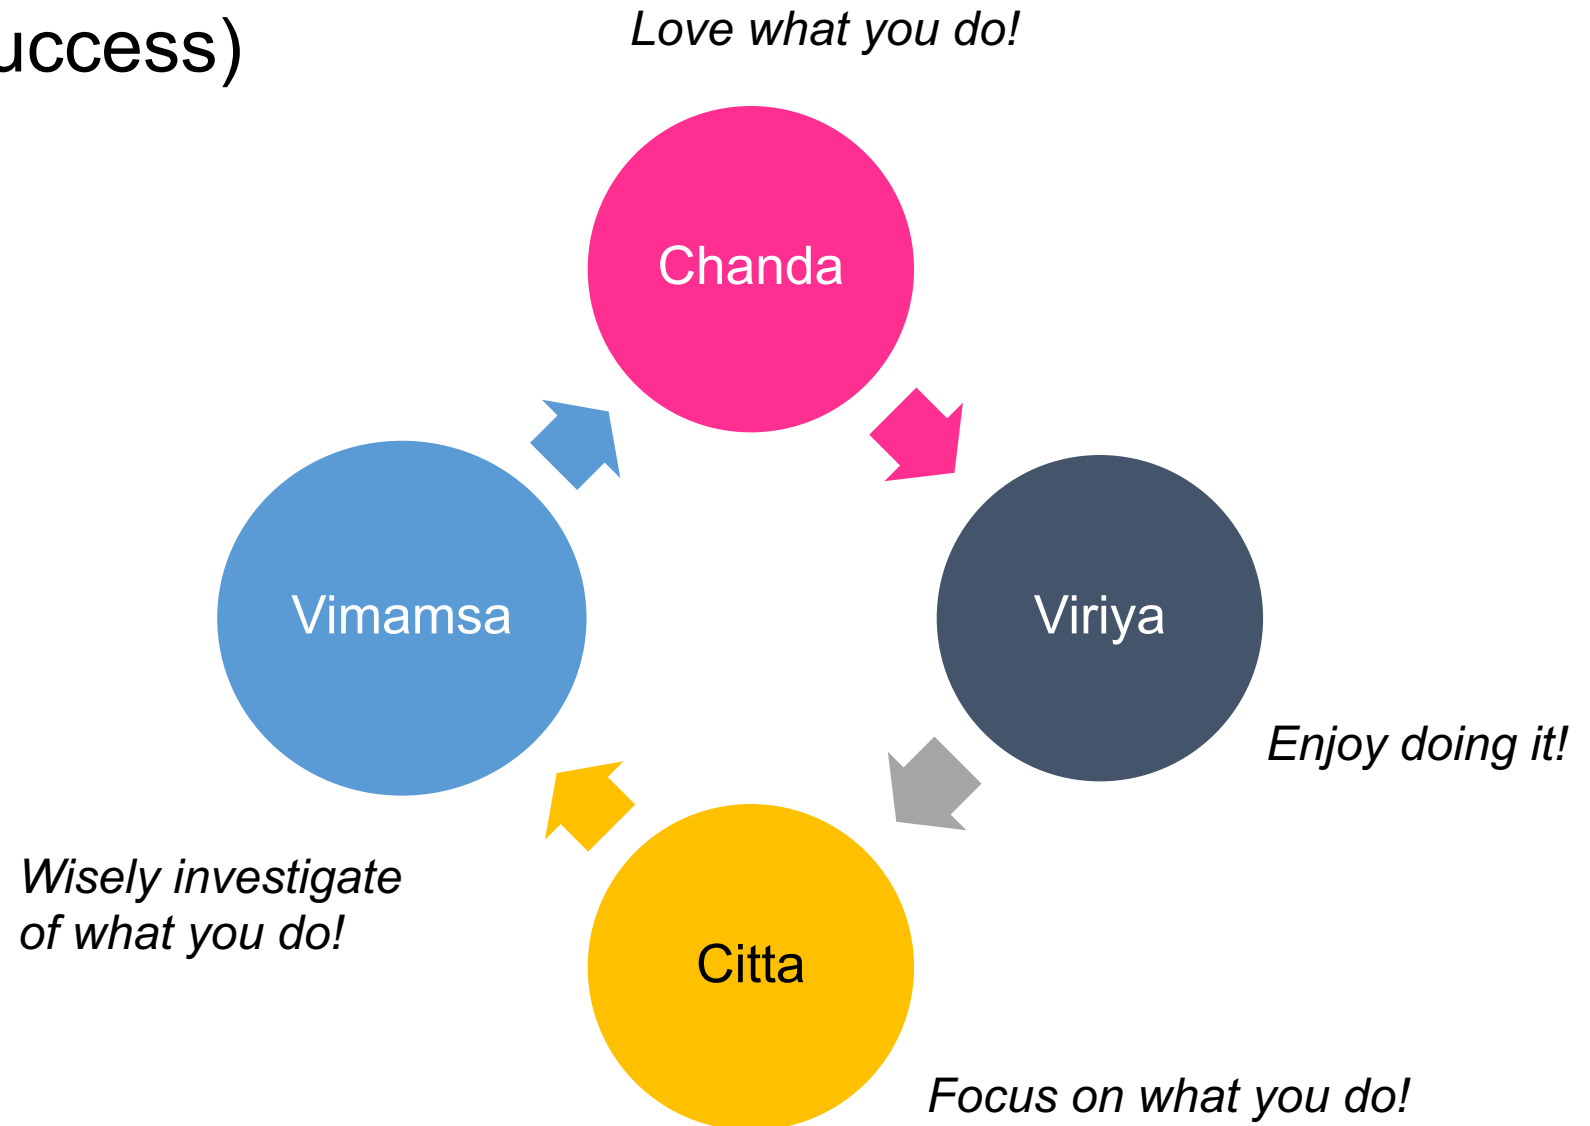 uccess)
Love what you do!
Chanda
Vimamsa
Viriya
Enjoy doing it!
Wisely investigate
of what you do!
Citta
Focus on what you do!